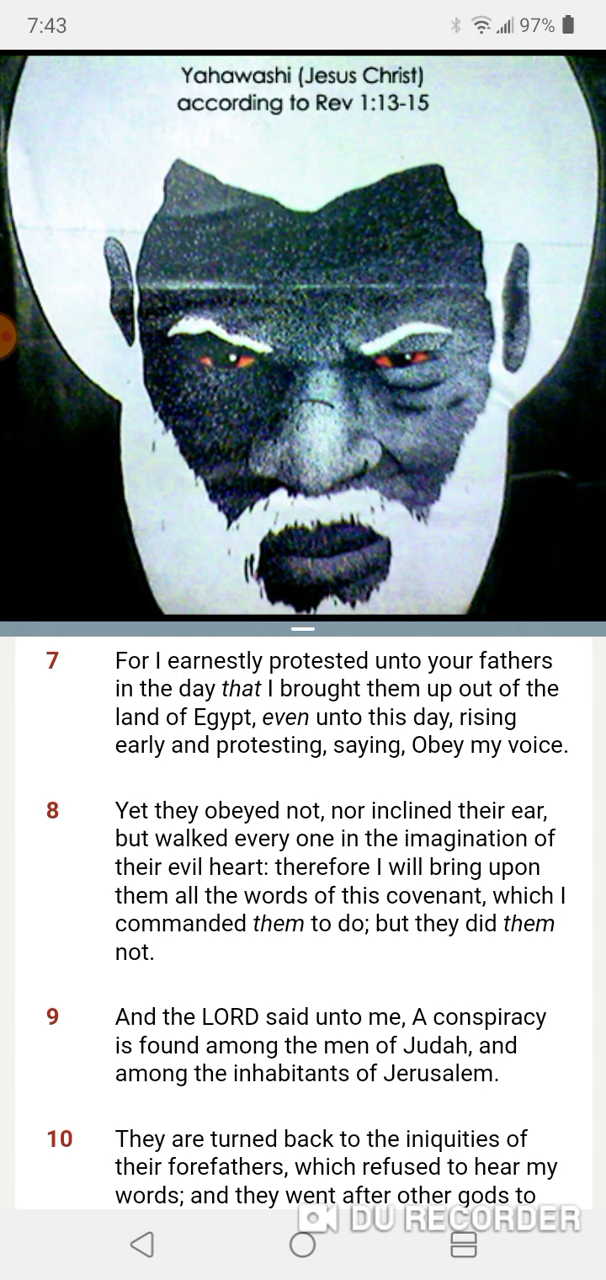 7:43
97%
Yahawashi (Jesus Christ)
according to Rev 1:13-15
7 For I earnestly protested unto your fathers
in the day that I brought them up out of the
land of Egypt, even unto this day, rising
early and protesting, saying, Obey my voice.
8 Yet they obeyed not, nor inclined their ear,
but walked every one in the imagination of
their evil heart: therefore I will bring upon
them all the words of this covenant, which I
commanded them to do; but they did them
not.
9 And the LORD said unto me, A conspiracy
is found among the men of Judah, and
among the inhabitants of Jerusalem.
10 They are turned back to the iniquities of
their forefathers, which refused to hear my
words; and they went after other gods to
DU RECORDER